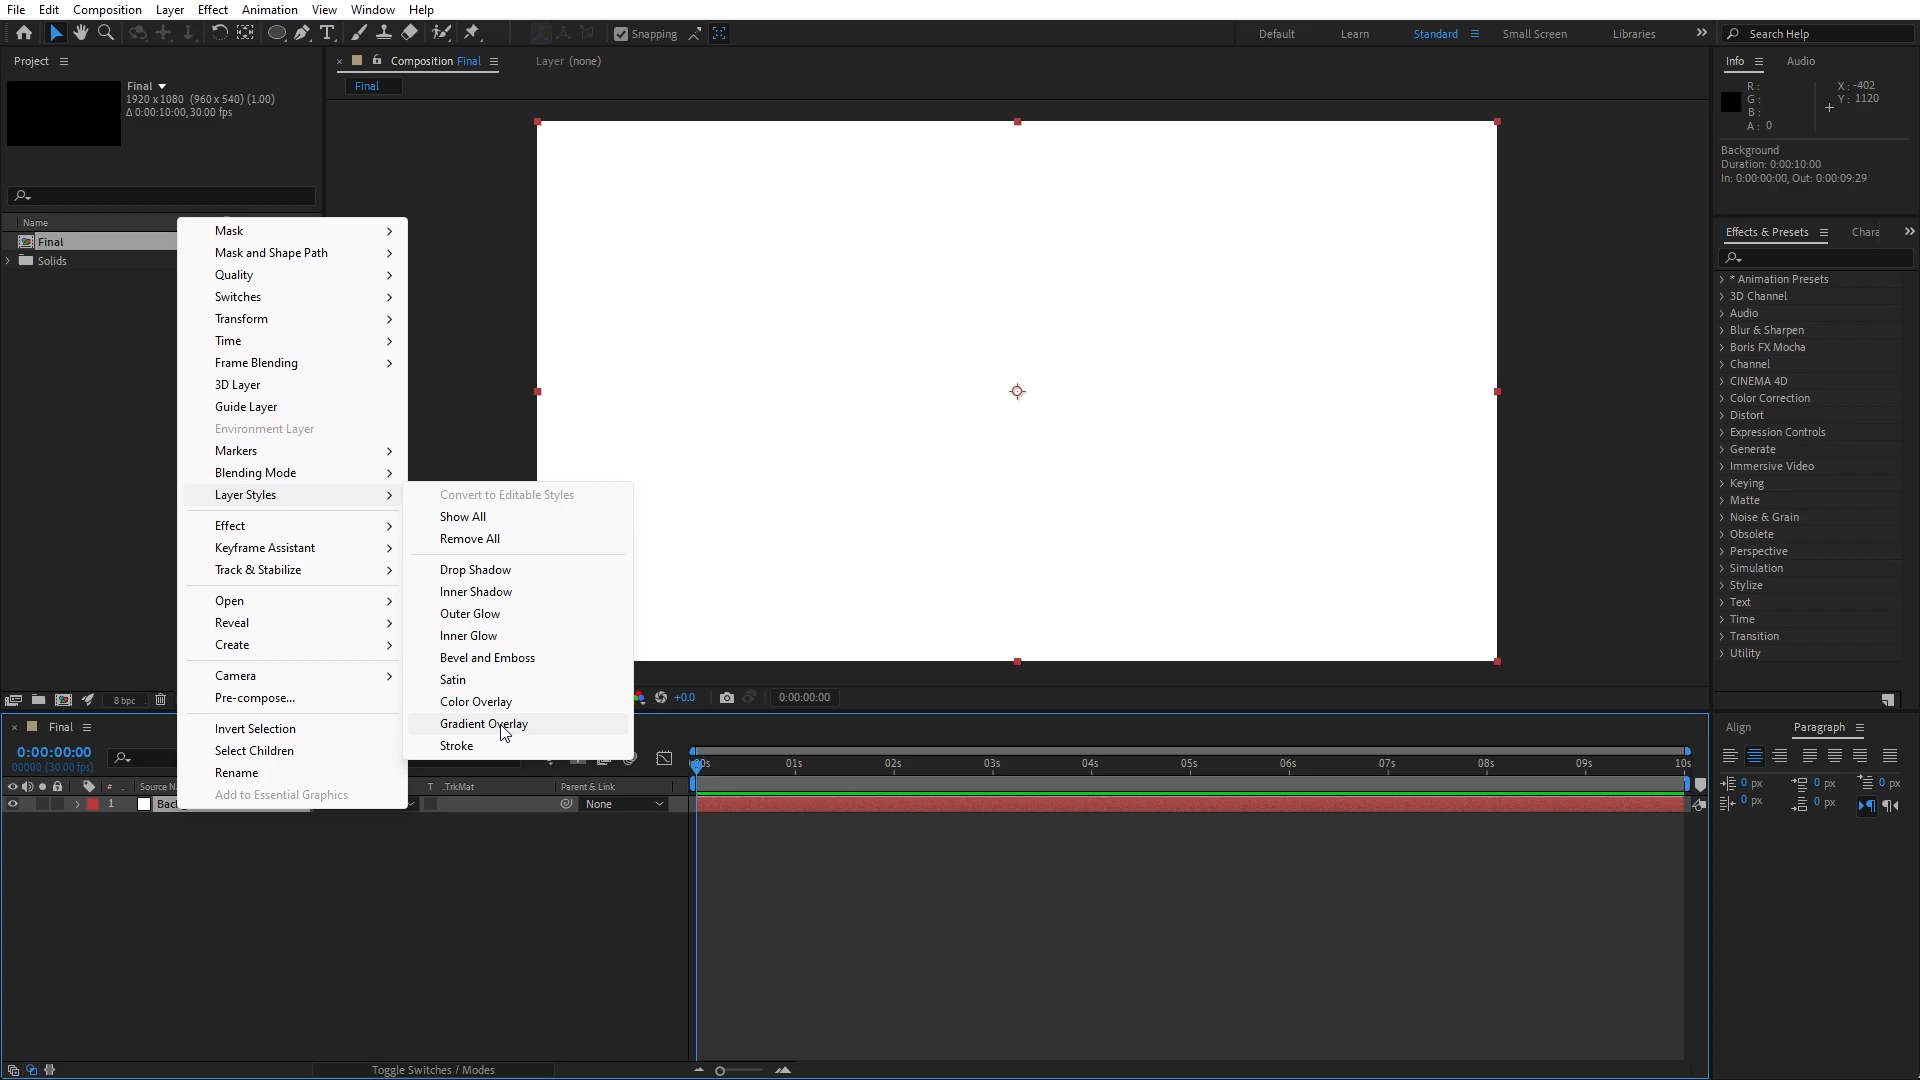 File Edit Composition Layer Effect Animation View Window Help
Snapping
Default Learn Standard Small Screen Libraries
Search Help
Project
Composition Final
Layer (none)
Info Audio
Final
1920 x 1080 (960 x 540) (1.00)
Δ 0:00:10:00, 30.00 fps
Final
R :
G :
B :
A : 0
X : -402
Y : 1120
Background
Duration: 0:00:10:00
In: 0:00:00:00, Out: 0:00:09:29
Name
Final
Solids
Mask
Mask and Shape Path
Quality
Switches
Transform
Time
Frame Blending
3D Layer
Guide Layer
Environment Layer
Markers
Blending Mode
Layer Styles
Effect
Keyframe Assistant
Track & Stabilize
Open
Reveal
Create
Camera
Pre-compose...
Invert Selection
Select Children
Rename
Add to Essential Graphics
Convert to Editable Styles
Show All
Remove All
Drop Shadow
Inner Shadow
Outer Glow
Inner Glow
Bevel and Emboss
Satin
Color Overlay
Gradient Overlay
Stroke
Effects & Presets
Chara
* Animation Presets
3D Channel
Audio
Blur & Sharpen
Boris FX Mocha
Channel
CINEMA 4D
Color Correction
Distort
Expression Controls
Generate
Immersive Video
Keying
Matte
Noise & Grain
Obsolete
Perspective
Simulation
Stylize
Text
Time
Transition
Utility
8 bpc
+0.0
0:00:00:00
Final
0:00:00:00
00000 (30.00 fps)
:00s 01s 02s 03s 04s 05s 06s 07s 08s 09s 10s
# Source N
T .TrkMat
Parent & Link
1 Back
None
Align Paragraph
0 px 0 px 0 px
0 px 0 px
Toggle Switches / Modes